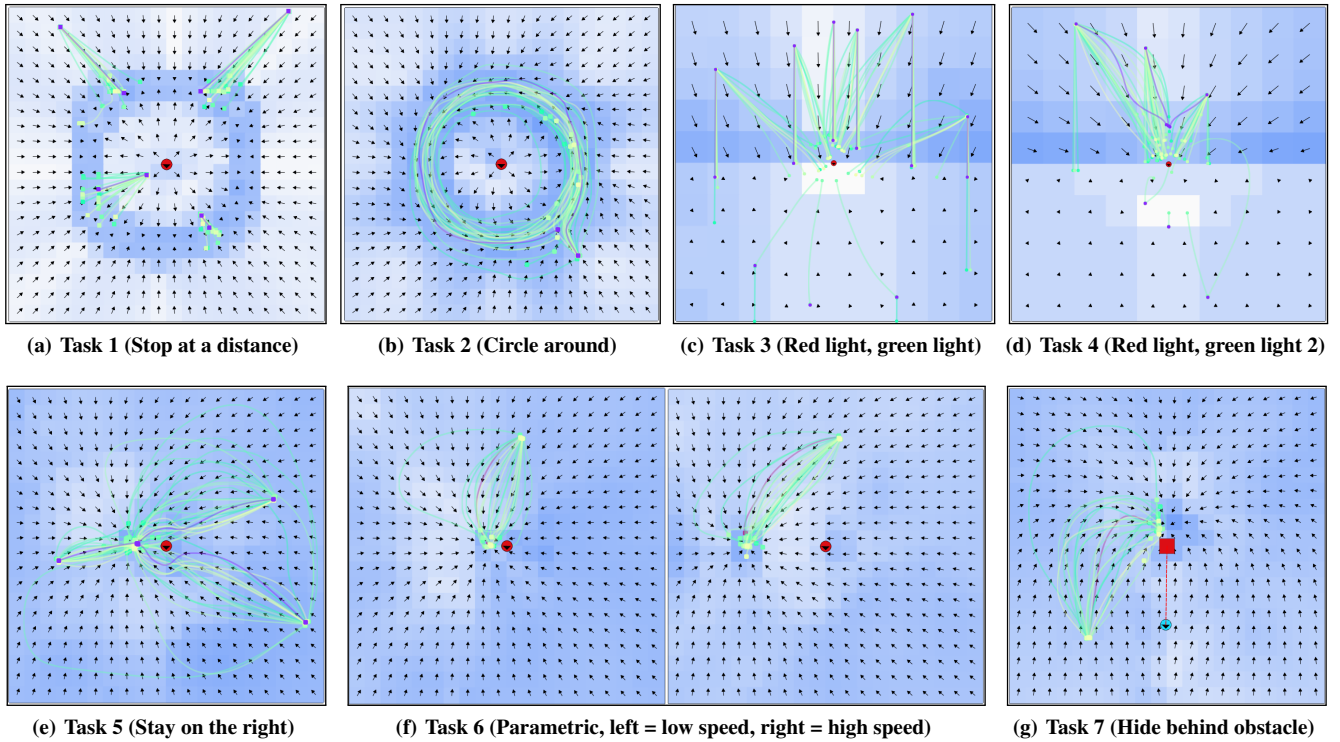 (a) Task 1 (Stop at a distance)
(b) Task 2 (Circle around)
(c) Task 3 (Red light, green light)
(d) Task 4 (Red light, green light 2)
(e) Task 5 (Stay on the right)
(f) Task 6 (Parametric, left = low speed, right = high speed)
(g) Task 7 (Hide behind obstacle)